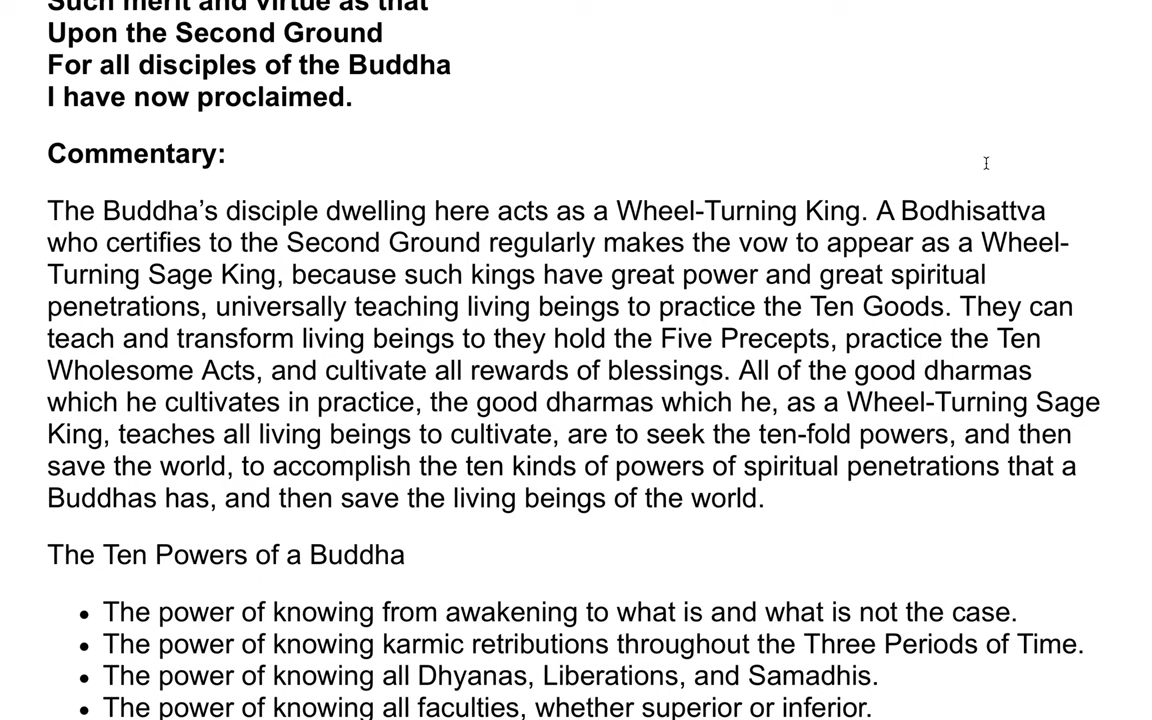 Such merit and virtue as that
Upon the Second Ground
For all disciples of the Buddha
I have now proclaimed.
Commentary:
The Buddha’s disciple dwelling here acts as a Wheel-Turning King. A Bodhisattva
who certifies to the Second Ground regularly makes the vow to appear as a Wheel-
Turning Sage King, because such kings have great power and great spiritual
penetrations, universally teaching living beings to practice the Ten Goods. They can
teach and transform living beings to they hold the Five Precepts, practice the Ten
Wholesome Acts, and cultivate all rewards of blessings. All of the good dharmas
which he cultivates in practice, the good dharmas which he, as a Wheel-Turning Sage
King, teaches all living beings to cultivate, are to seek the ten-fold powers, and then
save the world, to accomplish the ten kinds of powers of spiritual penetrations that a
Buddhas has, and then save the living beings of the world.
The Ten Powers of a Buddha
• The power of knowing from awakening to what is and what is not the case.
• The power of knowing karmic retributions throughout the Three Periods of Time.
• The power of knowing all Dhyanas, Liberations, and Samadhis.
• The power of knowing all faculties, whether superior or inferior.